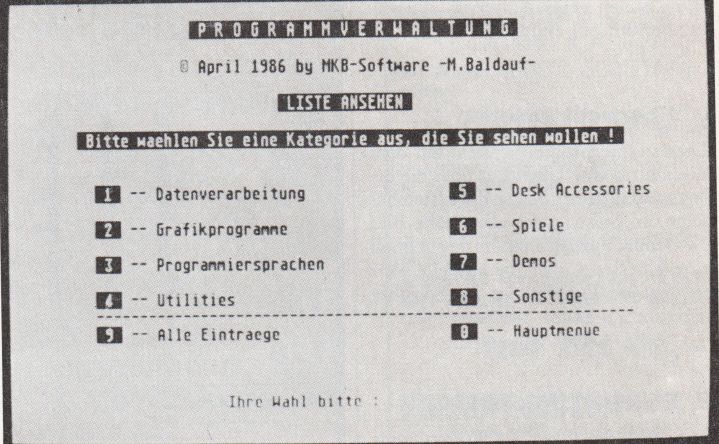 PROGRAMMVERWALTUNG
© April 1986 by MKB-Software -M.Baldauf-
LISTE ANSEHEN
Bitte waehlen Sie eine Kategorie aus, die Sie sehen wollen !
1 -- Datenverarbeitung 5 -- Desk Accessories
2 -- Grafikprogramme 6 -- Spiele
3 -- Programmiersprachen 7 -- Demos
4 -- Utilities 8 -- Sonstige
9 -- Alle Eintraege 0 -- Hauptmenue
Ihre Wahl bitte :